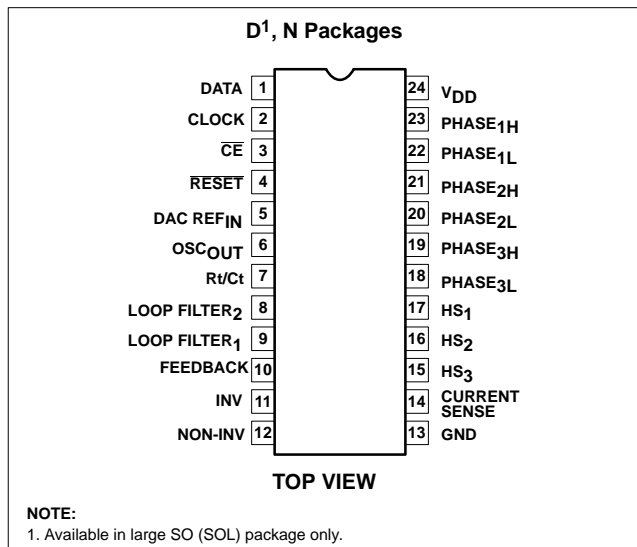 D1, N Packages
DATA 1 24 VDD
CLOCK 2 23 PHASE1H
CE 3 22 PHASE1L
RESET 4 21 PHASE2H
DAC REFIN 5 20 PHASE2L
OSCOUT 6 19 PHASE3H
Rt/Ct 7 18 PHASE3L
LOOP FILTER2 8 17 HS1
LOOP FILTER1 9 16 HS2
FEEDBACK 10 15 HS3
INV 11 14 CURRENT SENSE
NON-INV 12 13 GND
TOP VIEW
NOTE:
1. Available in large SO (SOL) package only.